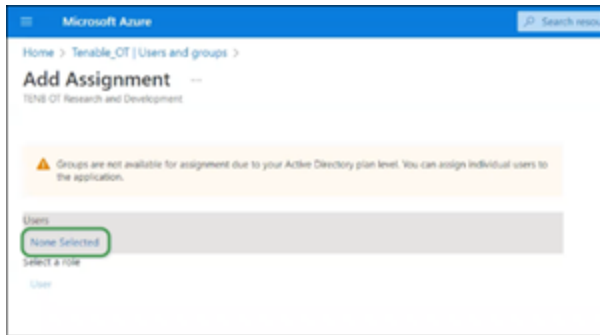 Microsoft Azure
Search resou
Home > Tenable_OT | Users and groups >
Add Assignment ...
TENB OT Research and Development
Groups are not available for assignment due to your Active Directory plan level. You can assign individual users to
the application.
Users
None Selected
Select a role
User